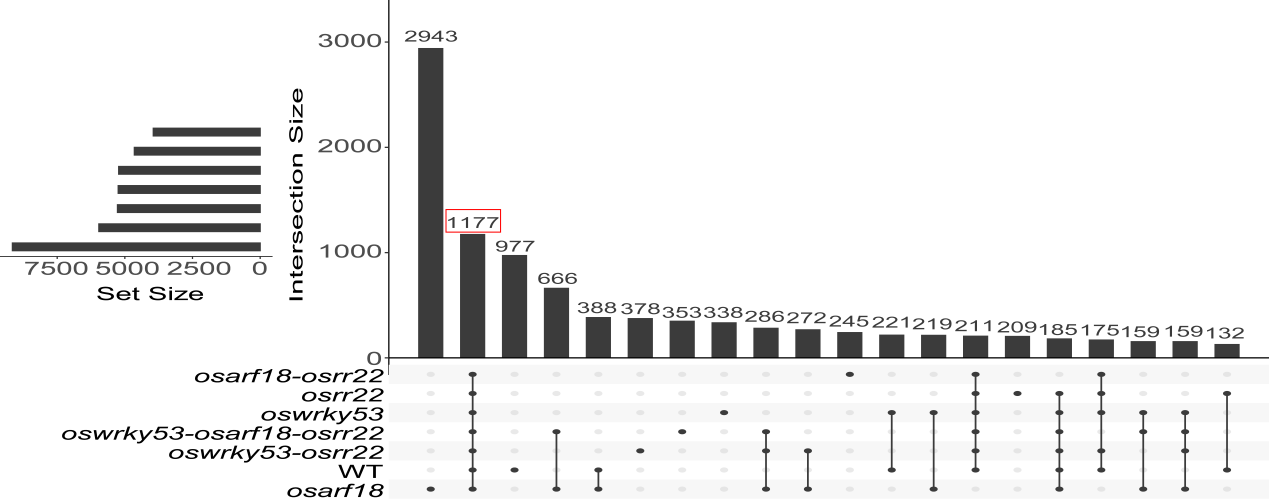 3000
2000
1000
0
Intersection Size
2943
1177
977
666
388 378 353 338 286 272 245 221 219 211 209 185 175 159 159 132
7500 5000 2500 0
Set Size
osarf18-osrr22
osrr22
oswrky53
oswrky53-osarf18-osrr22
oswrky53-osrr22
WT
osarf18